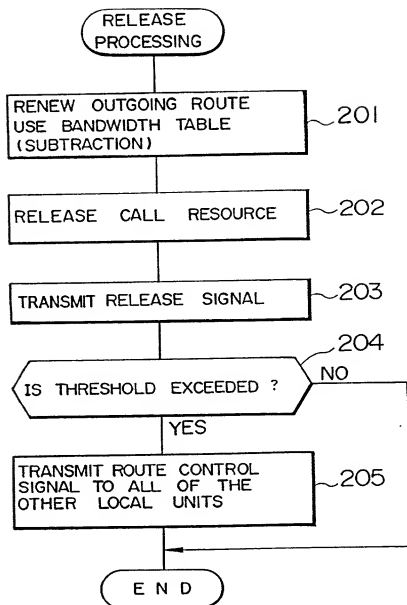 RELEASE
PROCESSING
RENEW OUTGOING ROUTE
USE BANDWIDTH TABLE
(SUBTRACTION)
201
RELEASE CALL RESOURCE
202
TRANSMIT RELEASE SIGNAL
203
204
IS THRESHOLD EXCEEDED ?
NO
YES
TRANSMIT ROUTE CONTROL
SIGNAL TO ALL OF THE
OTHER LOCAL UNITS
205
END